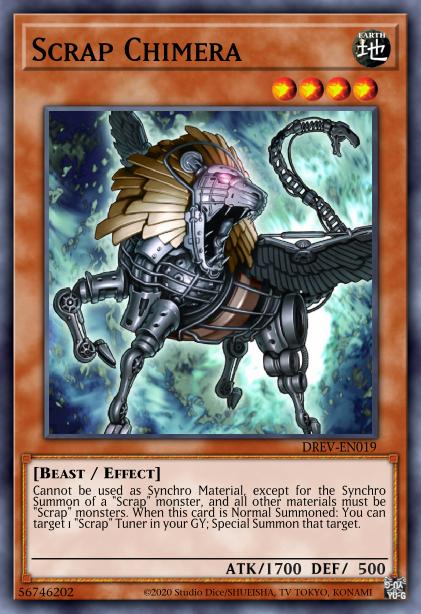 SCRAP CHIMERA
EARTH
地
DREV-EN019
[BEAST / EFFECT]
Cannot be used as Synchro Material, except for the Synchro
Summon of a "Scrap" monster, and all other materials must be
"Scrap" monsters. When this card is Normal Summoned: You can
target 1 "Scrap" Tuner in your GY; Special Summon that target.
ATK/1700 DEF/ 500
56746202
©2020 Studio Dice/SHUEISHA, TV TOKYO, KONAMI